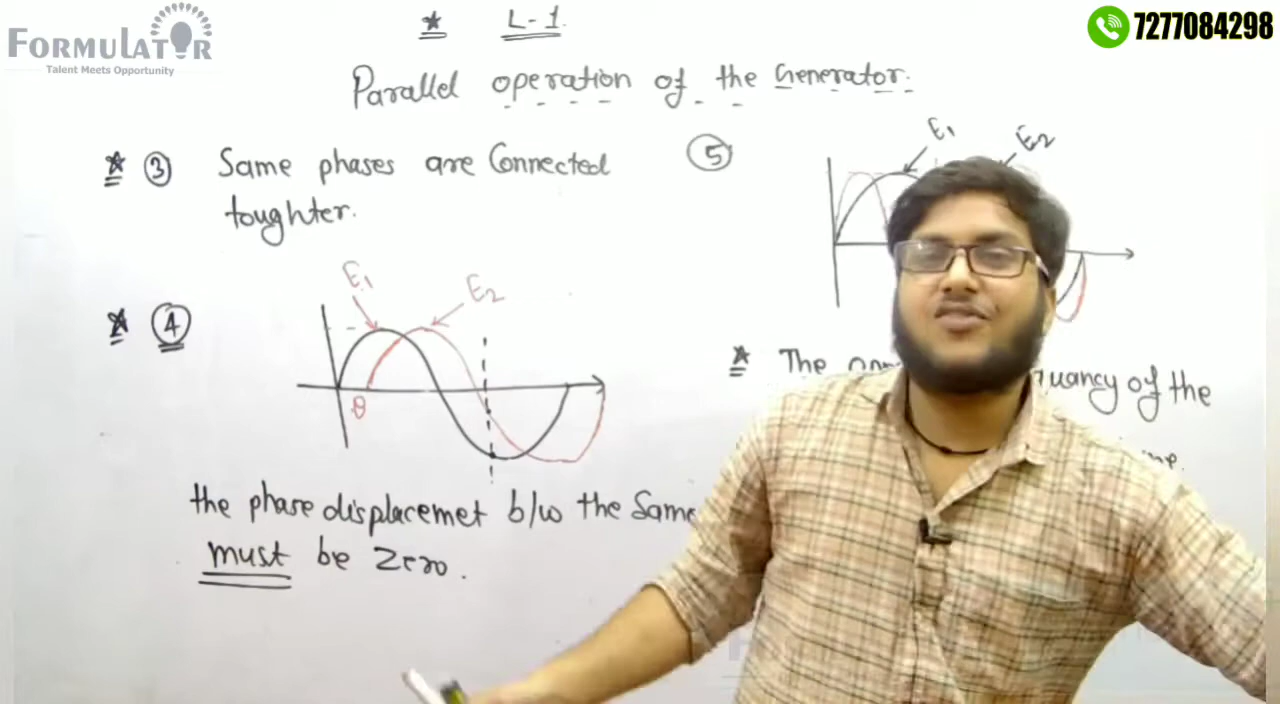 FORMULATOR
Talent Meets Opportunity
7277084298
* L-1.
Parallel operation of the Generator.
* ③ Same phases are Connected
toughter.
E1
E2
* ④
θ
the phase displacemet b/w the Same
must be Zero.
⑤
E1
E2
* The
of the